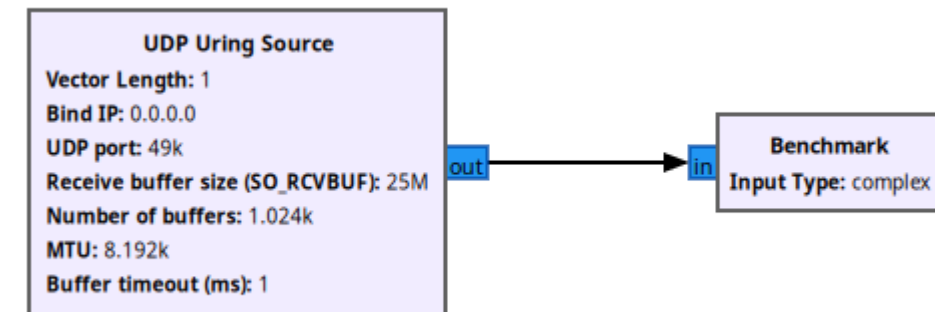 UDP Uring Source
Vector Length: 1
Bind IP: 0.0.0.0
UDP port: 49k
Receive buffer size (SO_RCVBUF): 25M
Number of buffers: 1.024k
MTU: 8.192k
Buffer timeout (ms): 1
out
in
Benchmark
Input Type: complex